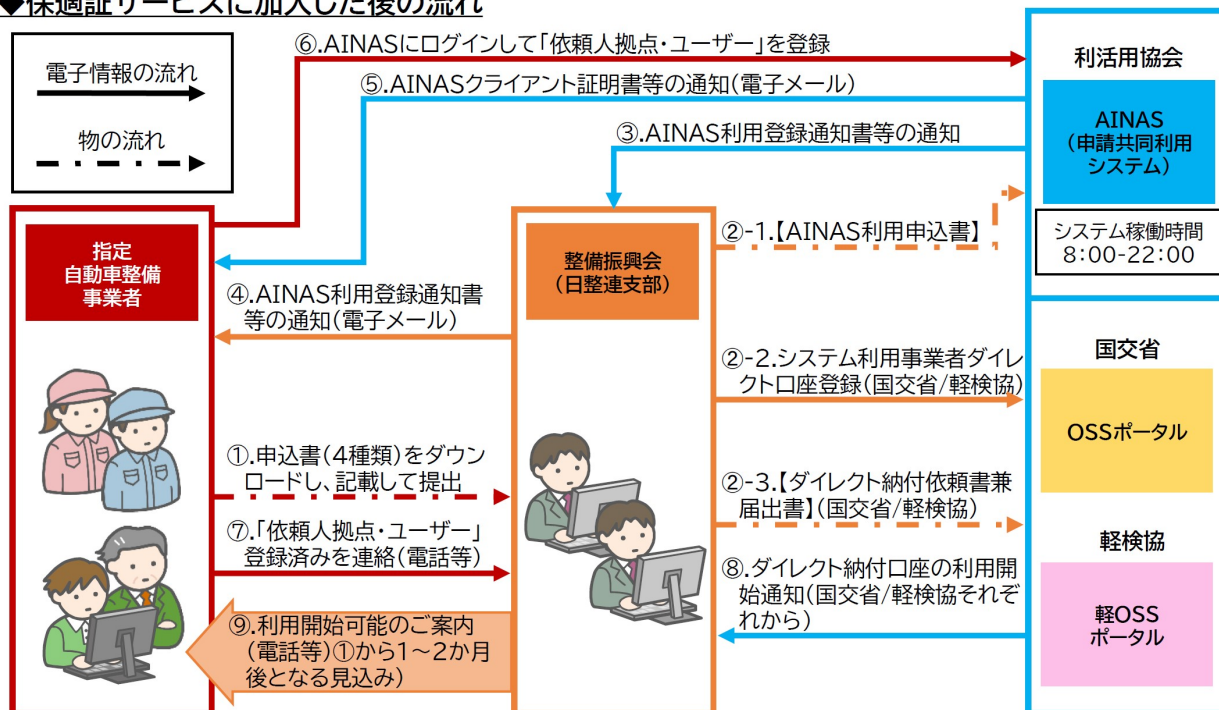 ◆保適証サービスに加入した後の流れ
電子情報の流れ
物の流れ
⑥.AINASにログインして「依頼人拠点・ユーザー」を登録
⑤.AINASクライアント証明書等の通知(電子メール)
③.AINAS利用登録通知書等の通知
利活用協会
AINAS
(申請共同利用
システム)
システム稼働時間
8:00-22:00
②-1.【AINAS利用申込書】
指定
自動車整備
事業者
整備振興会
(日整連支部)
④.AINAS利用登録通知書
等の通知(電子メール)
②-2.システム利用事業者ダイレ
クト口座登録(国交省/軽検協)
国交省
OSSポータル
①.申込書(4種類)をダウン
ロードし、記載して提出
②-3.【ダイレクト納付依頼書兼
届出書】(国交省/軽検協)
⑦.「依頼人拠点・ユーザー」
登録済みを連絡(電話等)
⑧.ダイレクト納付口座の利用開
始通知(国交省/軽検協それぞ
れから)
軽検協
軽OSS
ポータル
⑨.利用開始可能のご案内
(電話等)①から1～2か月
後となる見込み)